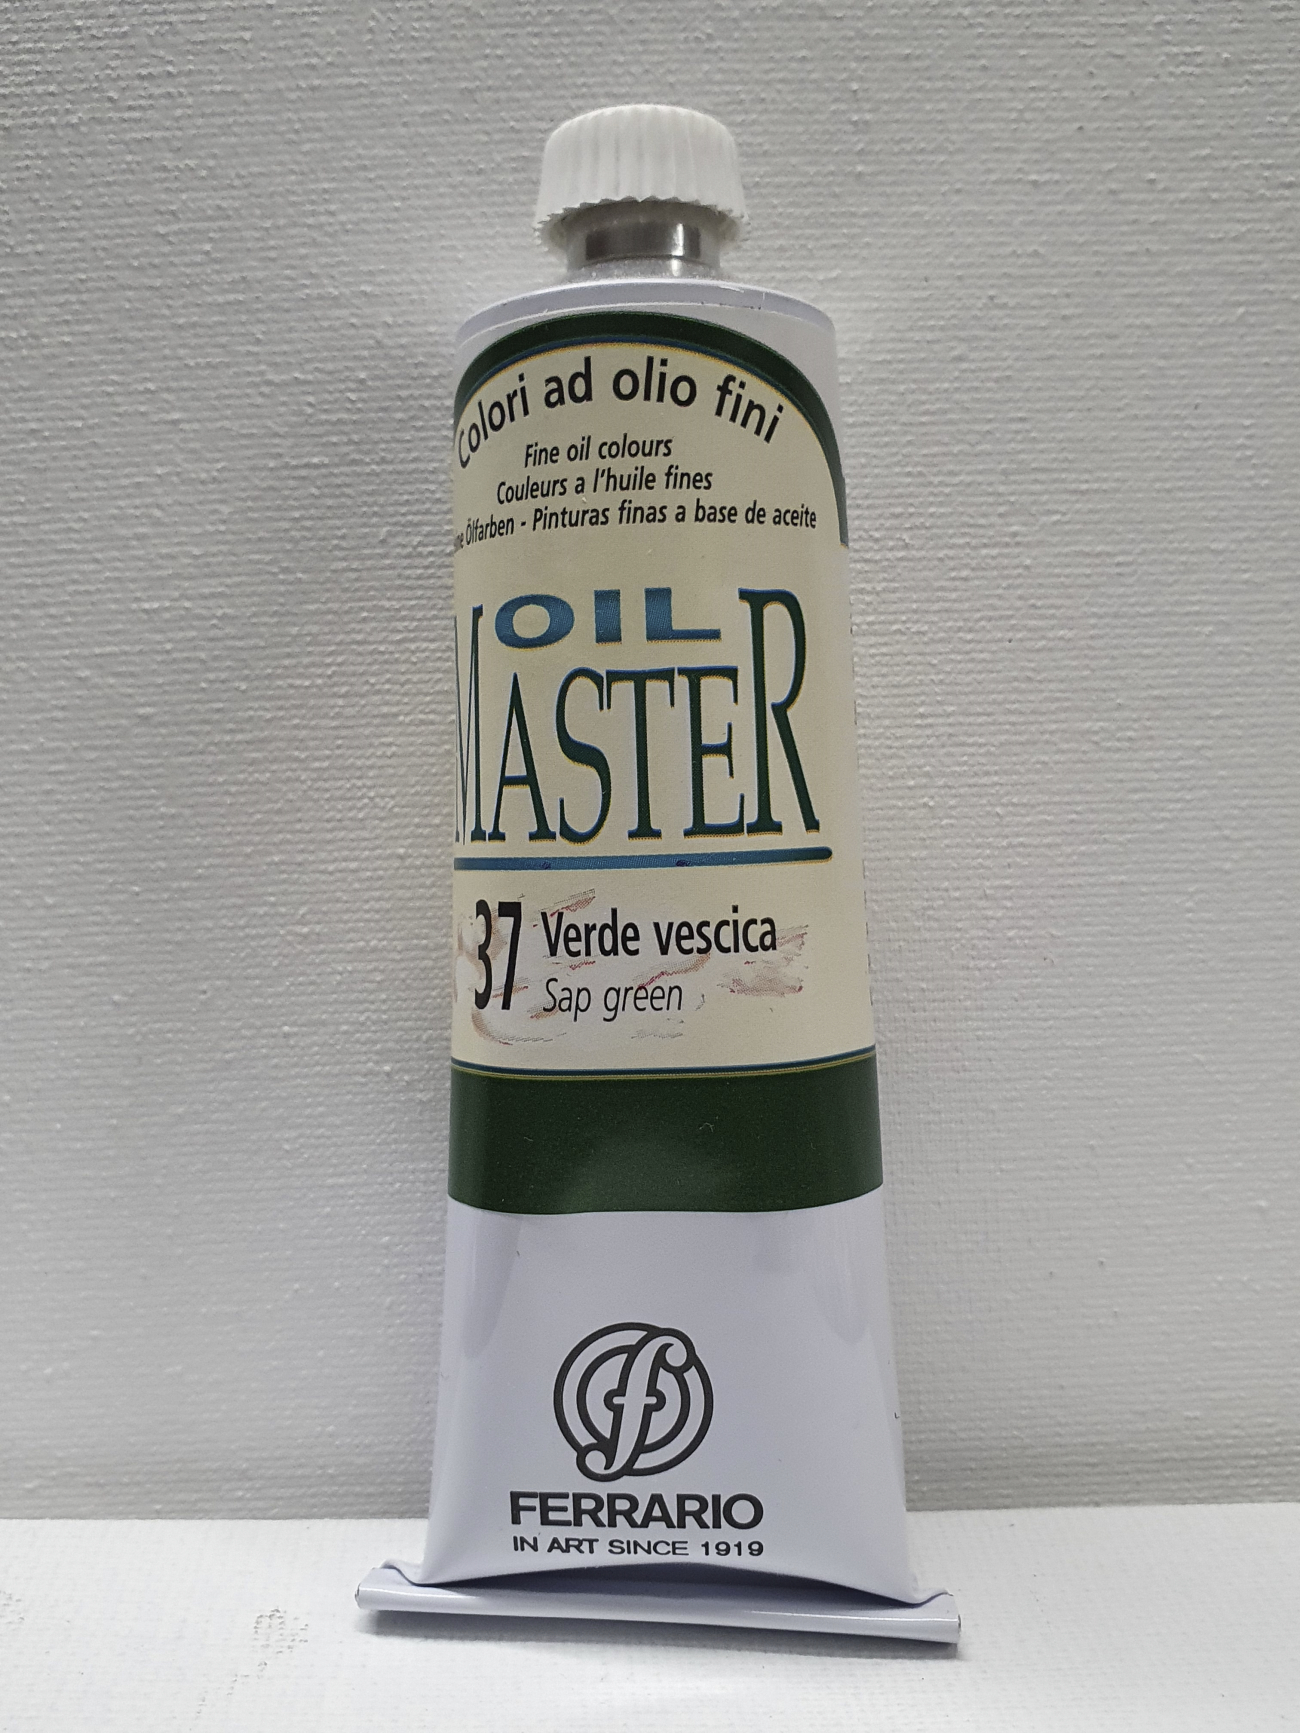 Colori ad olio fini
Fine oil colours
Couleurs a l'huile fines
Ölfarben - Pinturas finas a base de aceite
OIL
MASTER
37 Verde vescica
Sap green
FERRARIO
IN ART SINCE 1919